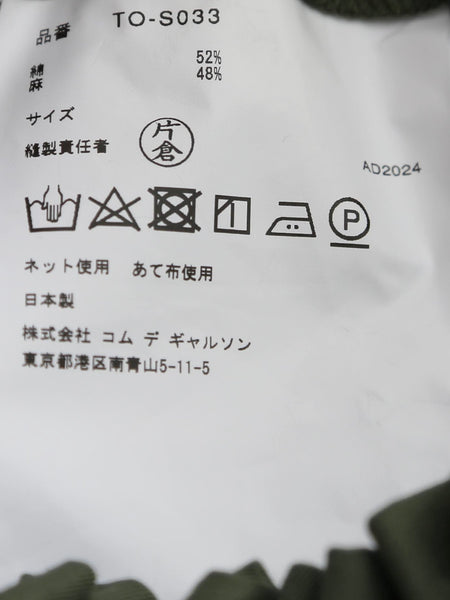 品番 TO-S033
綿 52%
麻 48%
サイズ
縫製責任者 片倉
AD2024
P
ネット使用 あて布使用
日本製
株式会社 コム デ ギャルソン
東京都港区南青山5-11-5